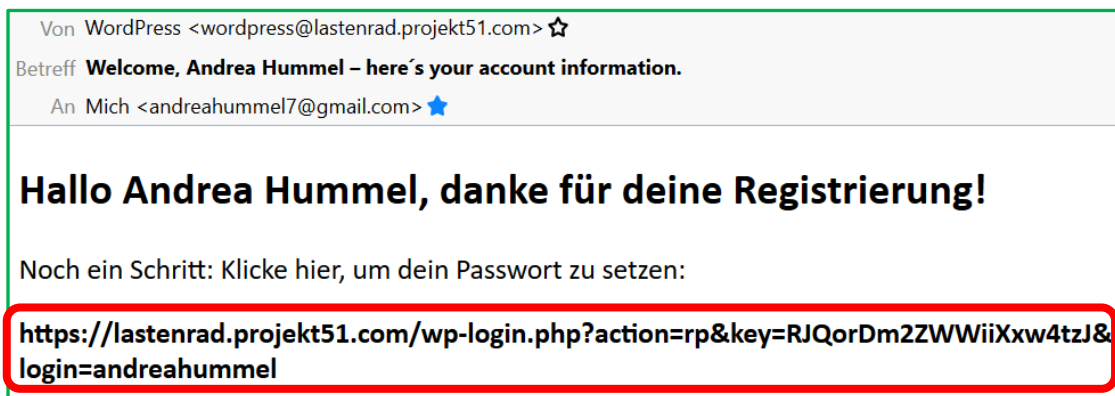 Von WordPress <wordpress@lastenrad.projekt51.com>
Betreff Welcome, Andrea Hummel – here´s your account information.
An Mich <andreahummel7@gmail.com>
Hallo Andrea Hummel, danke für deine Registrierung!
Noch ein Schritt: Klicke hier, um dein Passwort zu setzen:
https://lastenrad.projekt51.com/wp-login.php?action=rp&key=RJQorDm2ZWWiiXxw4tzJ&
login=andreahummel